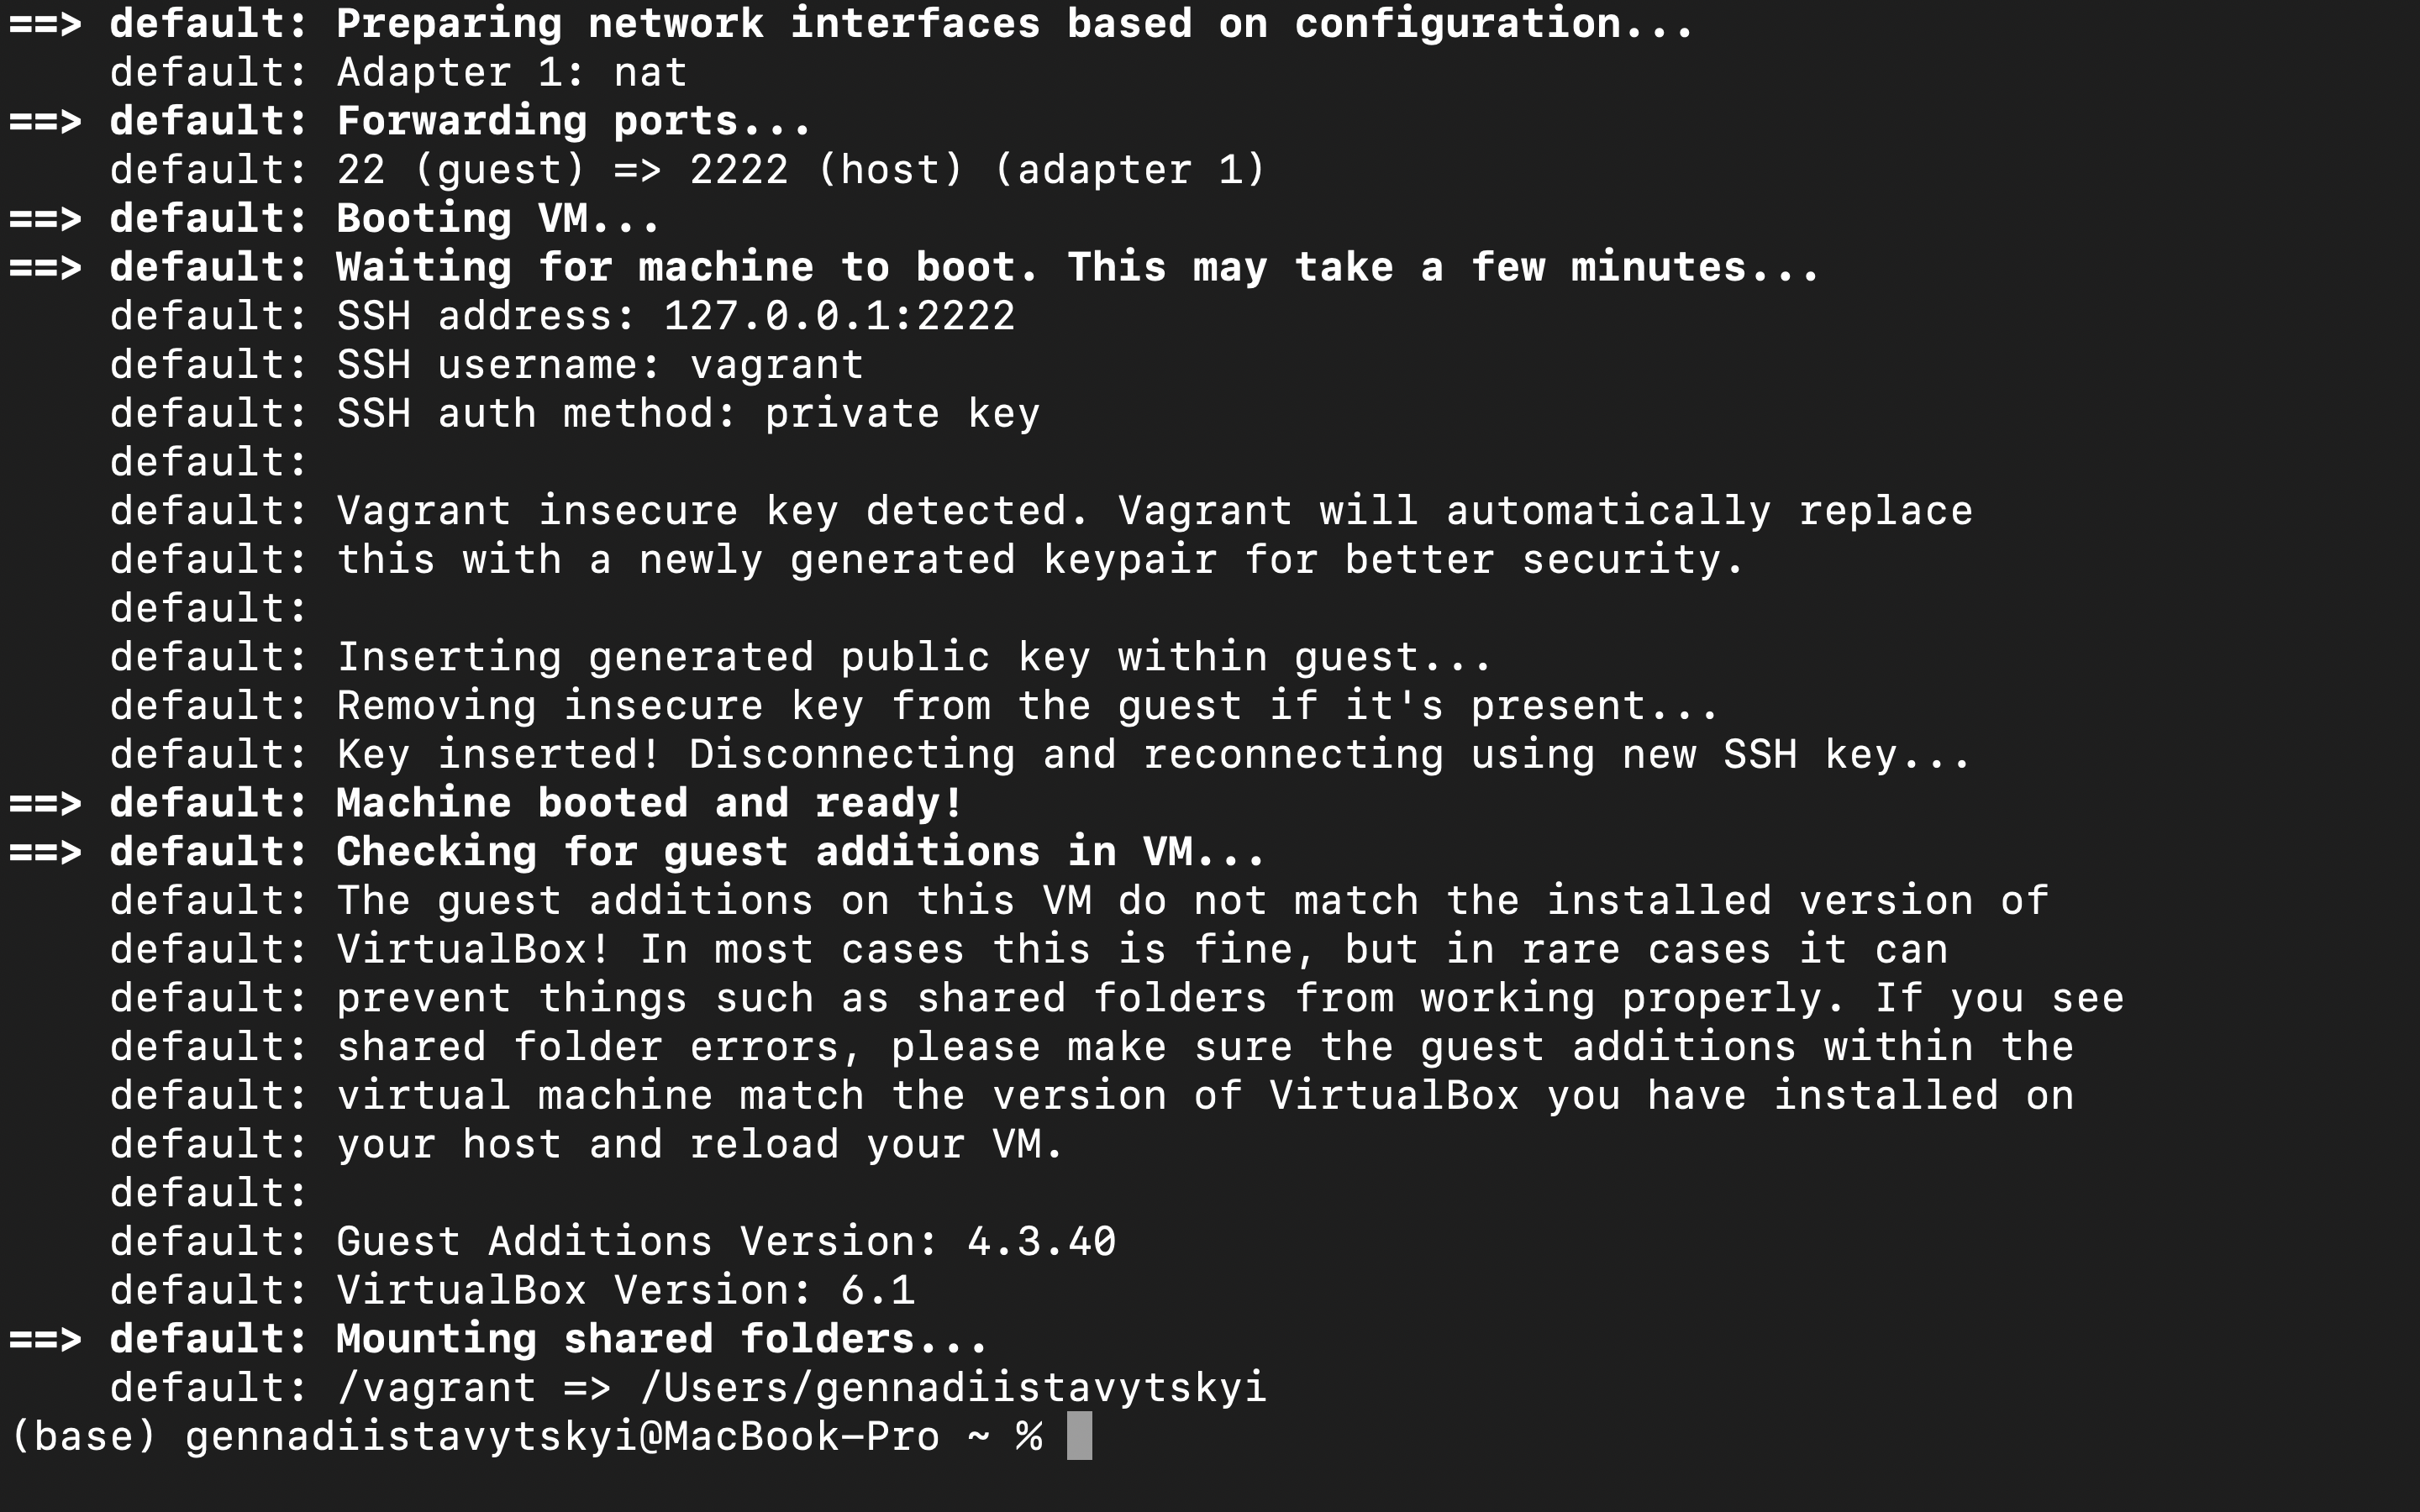 ==> default: Preparing network interfaces based on configuration...
    default: Adapter 1: nat
==> default: Forwarding ports...
    default: 22 (guest) => 2222 (host) (adapter 1)
==> default: Booting VM...
==> default: Waiting for machine to boot. This may take a few minutes...
    default: SSH address: 127.0.0.1:2222
    default: SSH username: vagrant
    default: SSH auth method: private key
    default:
    default: Vagrant insecure key detected. Vagrant will automatically replace
    default: this with a newly generated keypair for better security.
    default:
    default: Inserting generated public key within guest...
    default: Removing insecure key from the guest if it's present...
    default: Key inserted! Disconnecting and reconnecting using new SSH key...
==> default: Machine booted and ready!
==> default: Checking for guest additions in VM...
    default: The guest additions on this VM do not match the installed version of
    default: VirtualBox! In most cases this is fine, but in rare cases it can
    default: prevent things such as shared folders from working properly. If you see
    default: shared folder errors, please make sure the guest additions within the
    default: virtual machine match the version of VirtualBox you have installed on
    default: your host and reload your VM.
    default:
    default: Guest Additions Version: 4.3.40
    default: VirtualBox Version: 6.1
==> default: Mounting shared folders...
    default: /vagrant => /Users/gennadiistavytskyi
(base) gennadiistavytskyi@MacBook-Pro ~ %